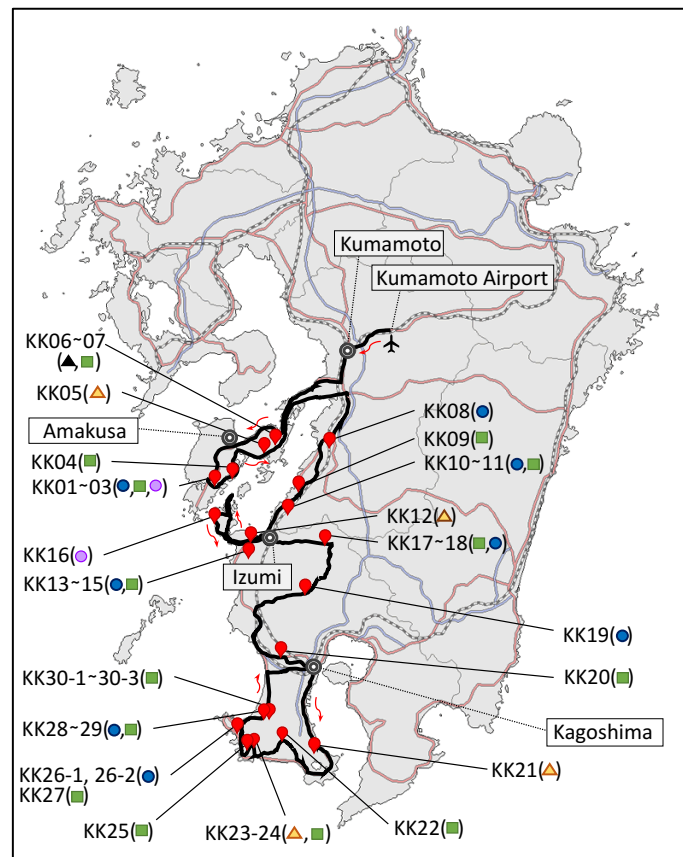 Kumamoto
Kumamoto Airport
KK06~07
(▲,■)
KK05(▲)
Amakusa
KK04(■)
KK01~03(●,■,●)
KK08(●)
KK09(■)
KK10~11(●,■)
KK12(▲)
KK16(●)
KK17~18(■,●)
KK13~15(●,■)
Izumi
KK19(●)
KK20(■)
KK30-1~30-3(■)
KK28~29(●,■)
Kagoshima
KK26-1, 26-2(●)
KK27(■)
KK21(▲)
KK25(■)
KK23-24(▲,■)
KK22(■)